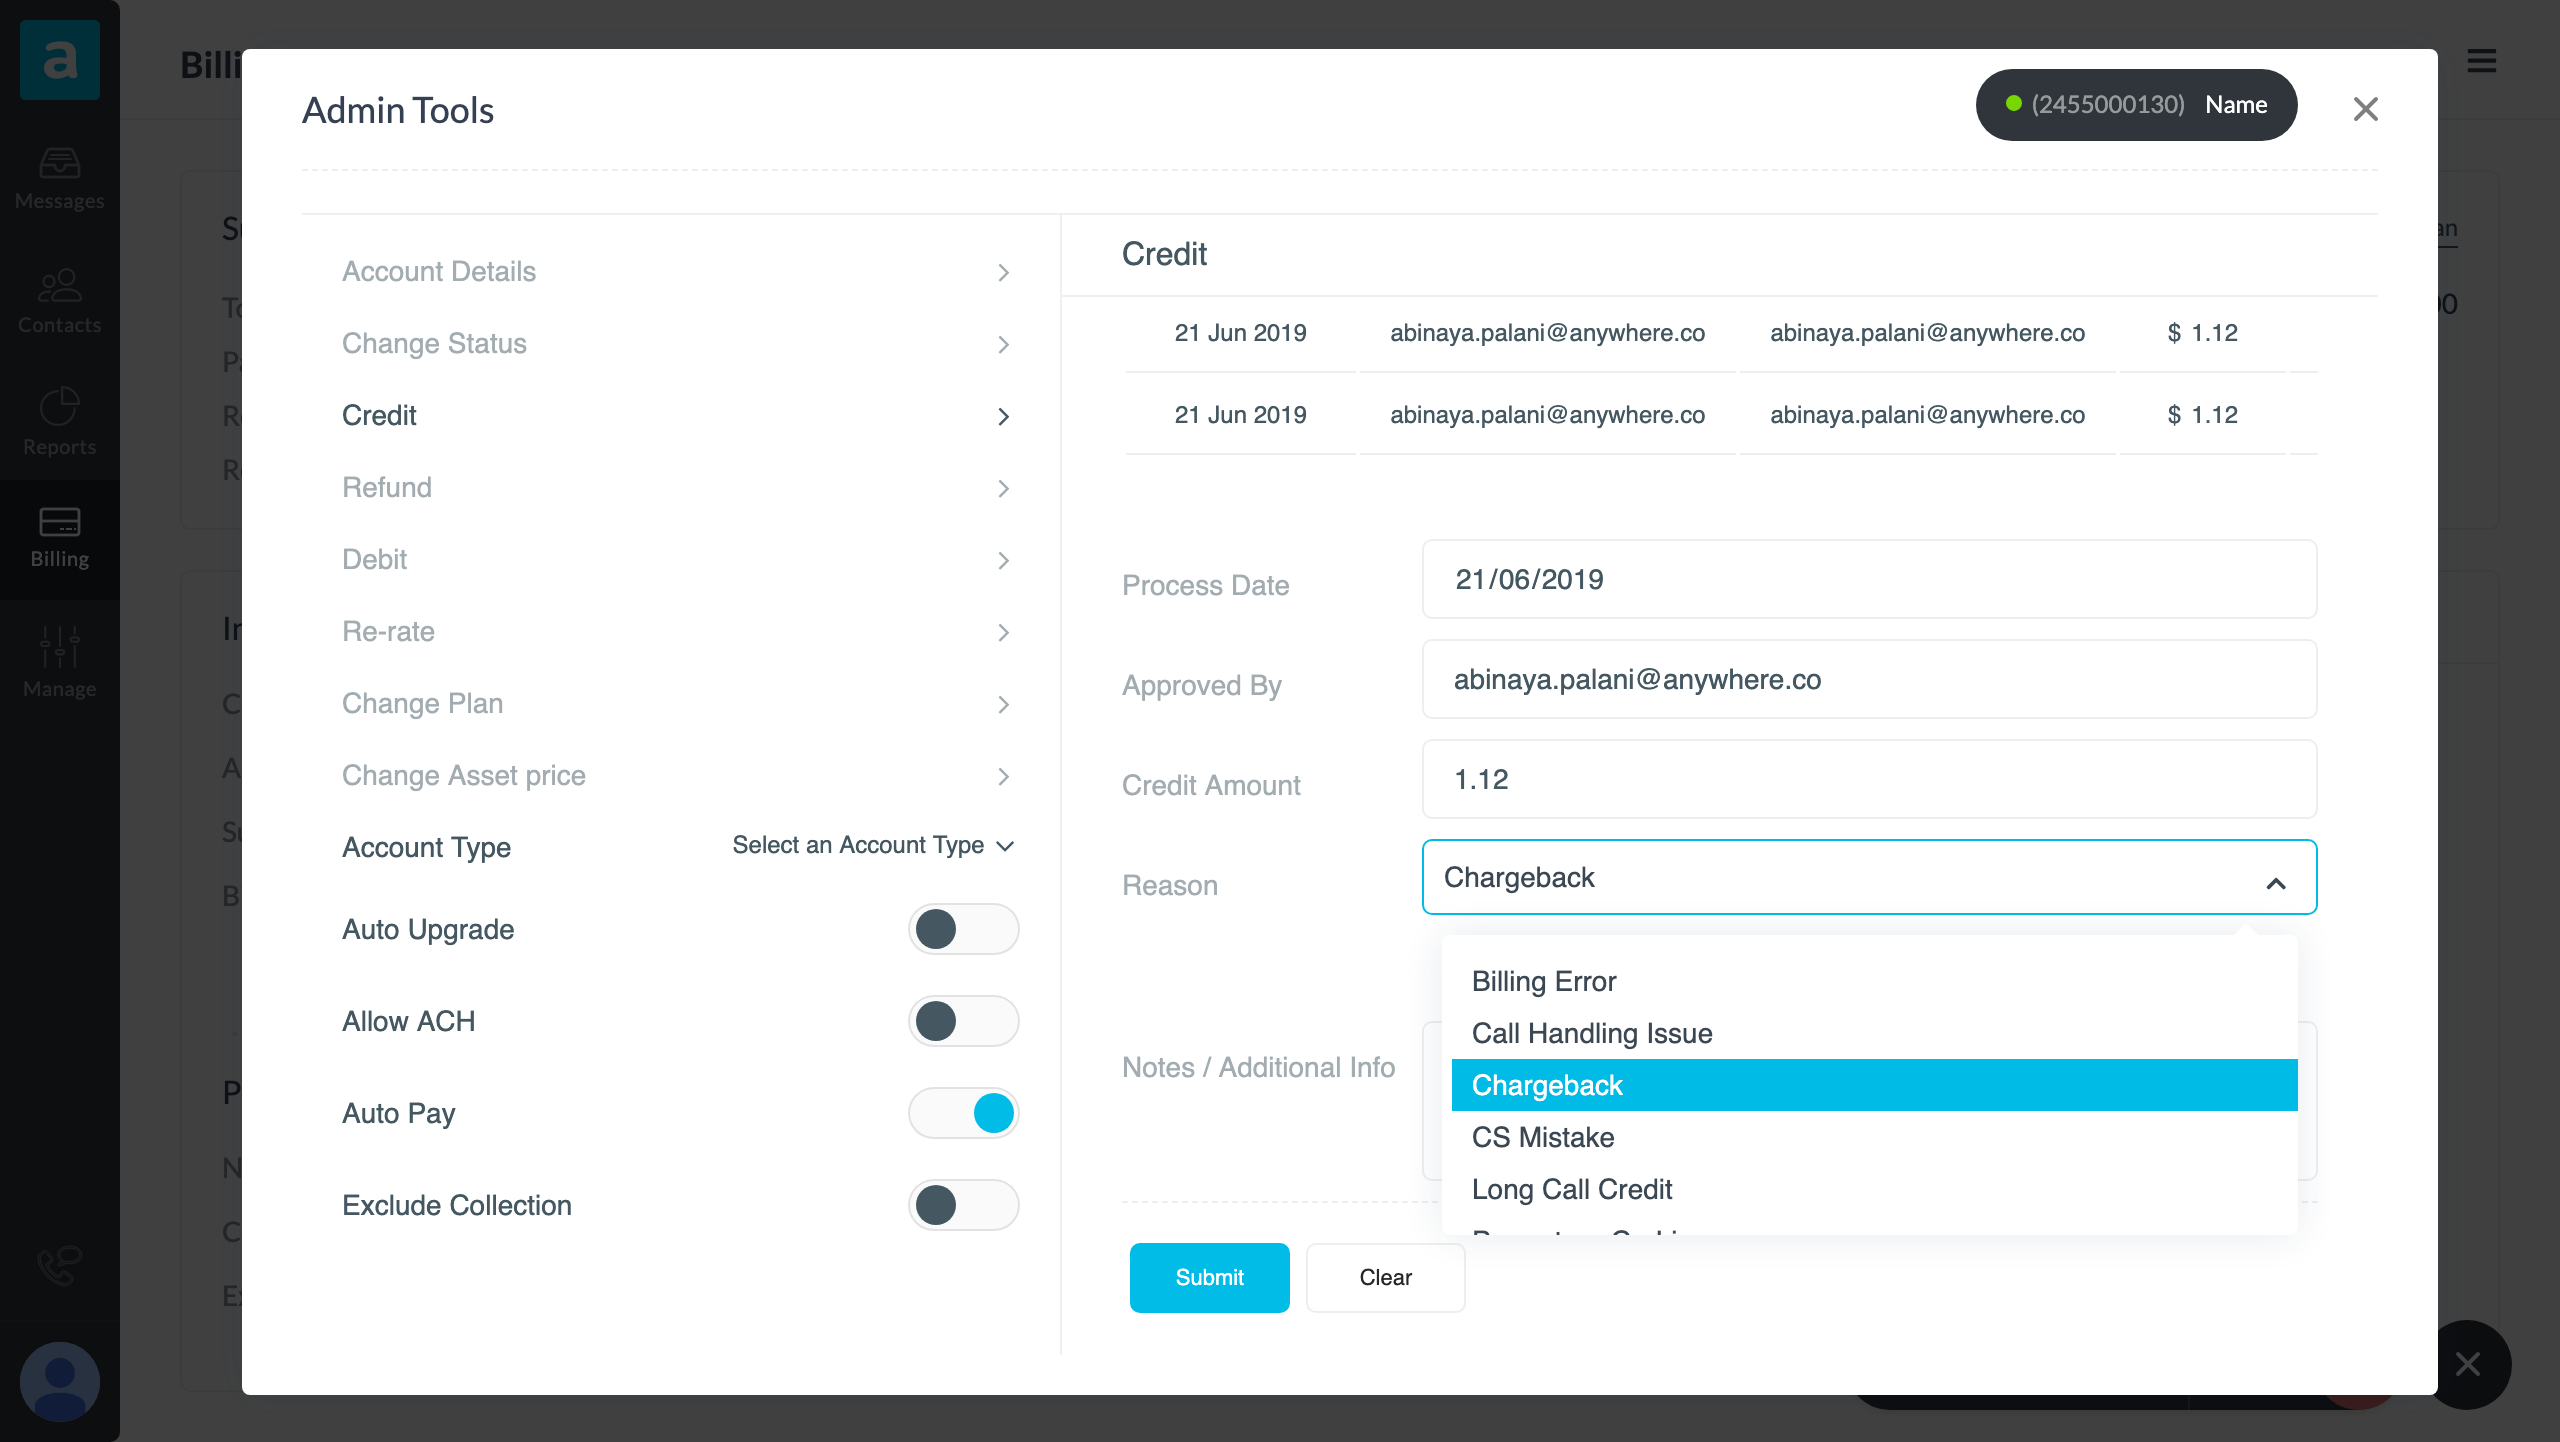 a
Messages
Contacts
Reports
Billing
Manage
Admin Tools
(2455000130) Name
Account Details
Change Status
Credit
Refund
Debit
Re-rate
Change Plan
Change Asset price
Account Type Select an Account Type
Auto Upgrade
Allow ACH
Auto Pay
Exclude Collection
Credit
21 Jun 2019 abinaya.palani@anywhere.co abinaya.palani@anywhere.co $ 1.12
21 Jun 2019 abinaya.palani@anywhere.co abinaya.palani@anywhere.co $ 1.12
Process Date 21/06/2019
Approved By abinaya.palani@anywhere.co
Credit Amount 1.12
Reason Chargeback
Billing Error
Call Handling Issue
Chargeback
CS Mistake
Long Call Credit
Notes / Additional Info
Submit Clear